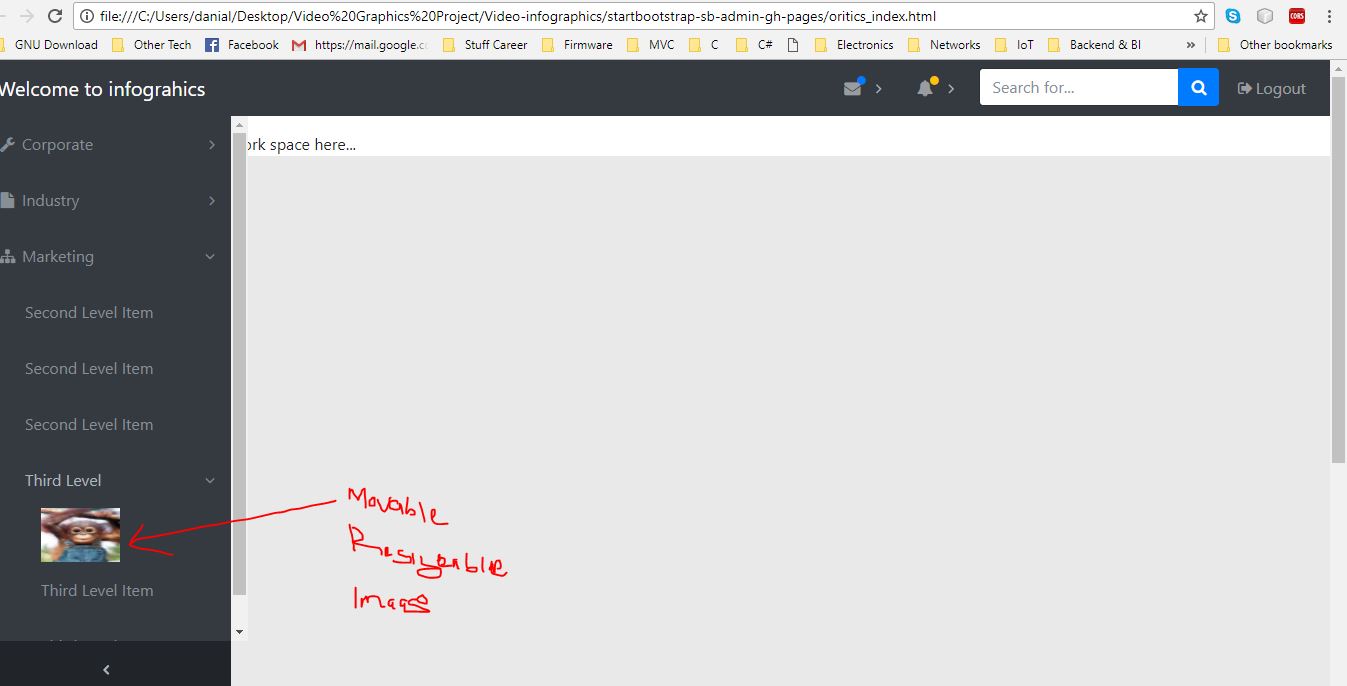 file:///C:/Users/danial/Desktop/Video%20Graphics%20Project/Video-infographics/startbootstrap-sb-admin-gh-pages/oritics_index.html
GNU Download Other Tech Facebook https://mail.google.c Stuff Career Firmware MVC C C# Electronics Networks IoT Backend & BI » Other bookmarks
CORS
Welcome to infograhics Search for... Logout
Corporate
ork space here...
Industry
Marketing
Second Level Item
Second Level Item
Second Level Item
Third Level
Movable
Resizeable
Image
Third Level Item